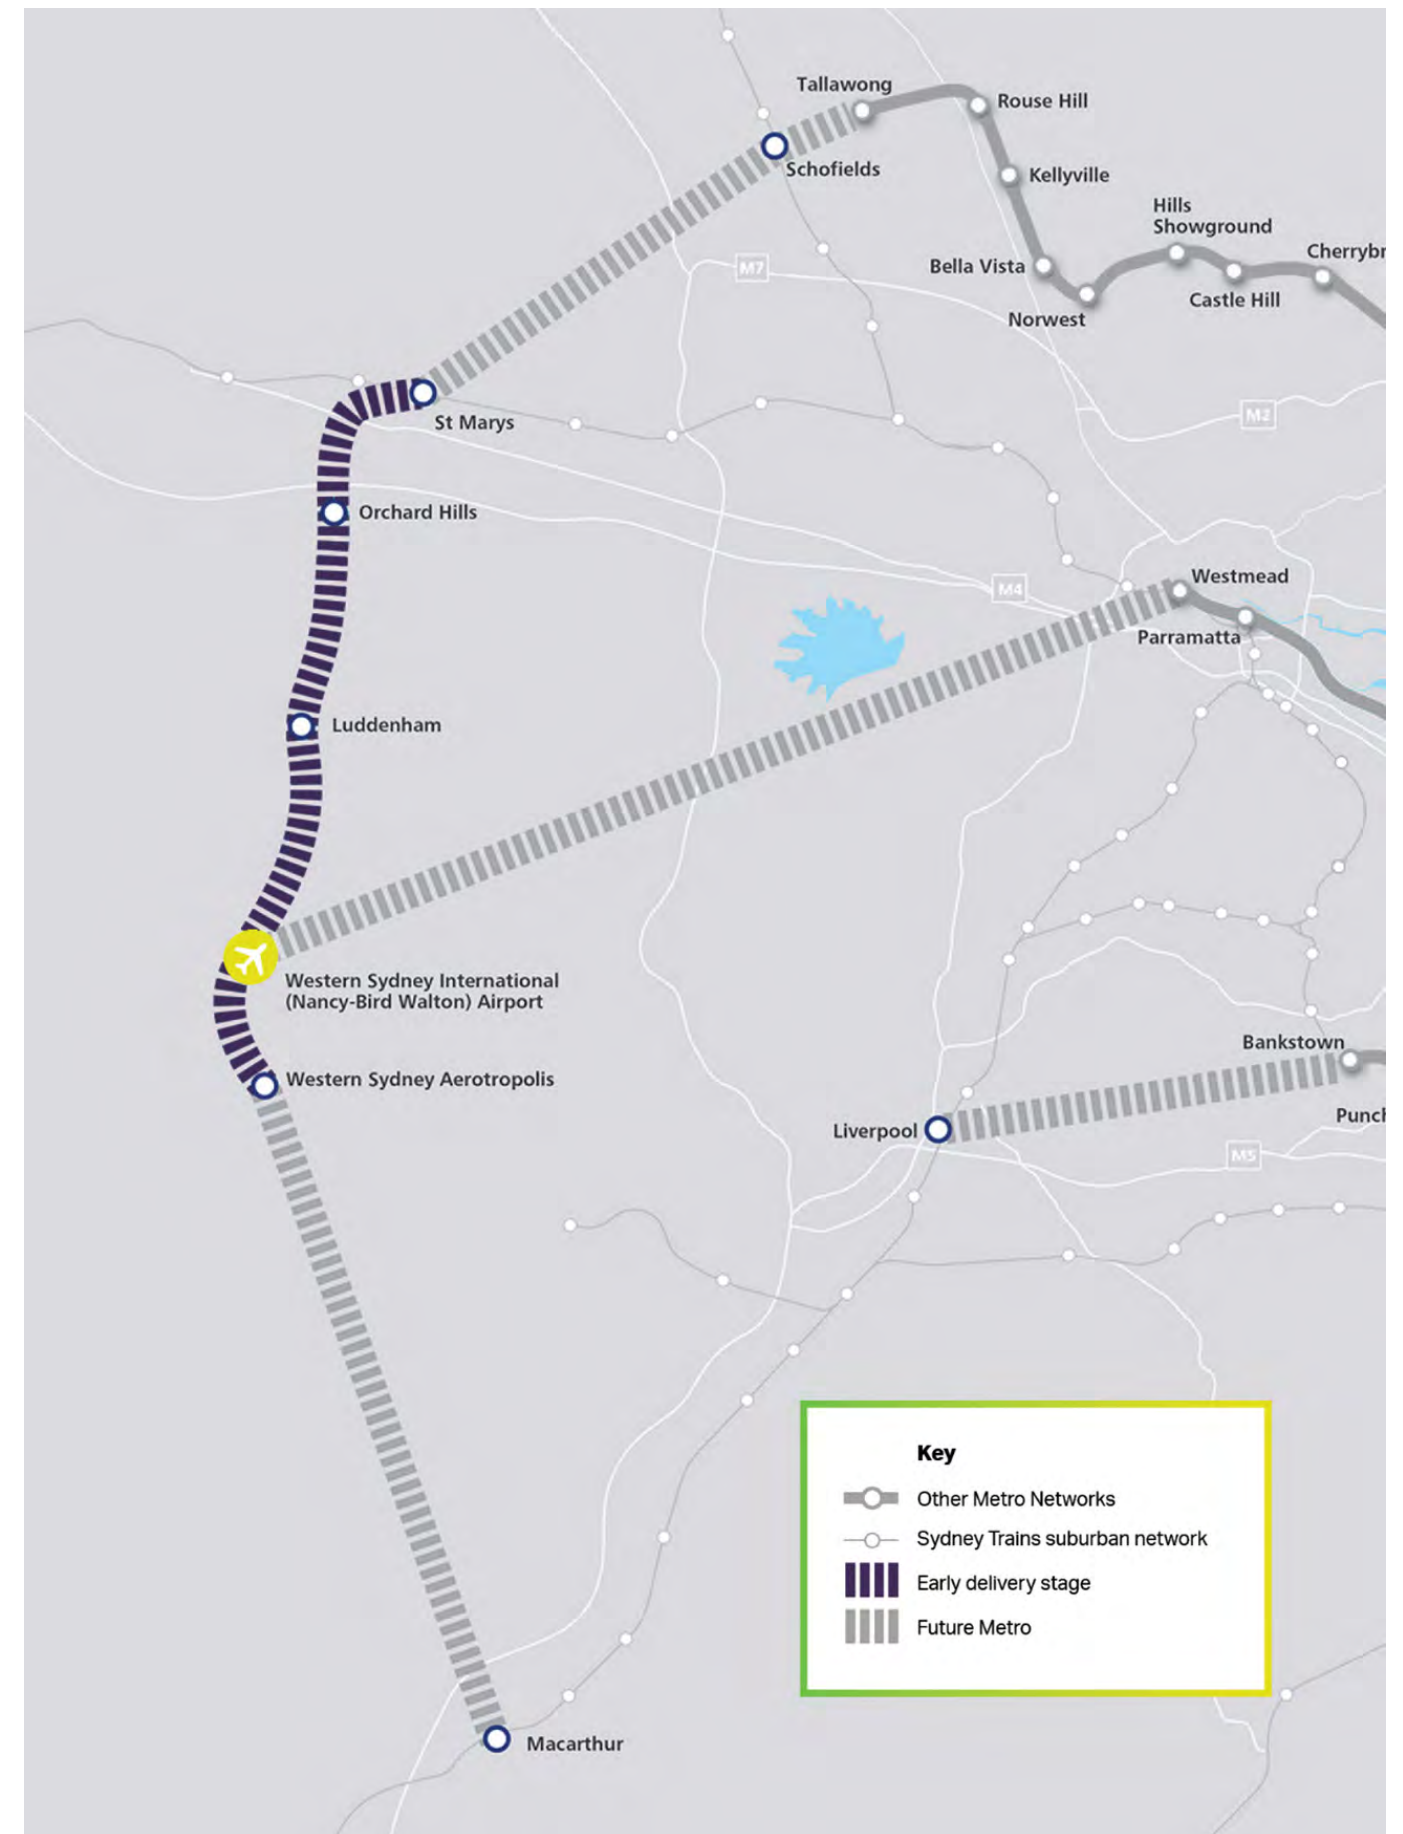 Tallawong
Rouse Hill
Schofields
Kellyville
Hills
Showground
Cherrybr
M7
Bella Vista
Castle Hill
Norwest
M2
St Marys
Orchard Hills
Westmead
M4
Parramatta
Luddenham
Western Sydney International
(Nancy-Bird Walton) Airport
Bankstown
Western Sydney Aerotropolis
Punch
Liverpool
M5
Key
Other Metro Networks
Sydney Trains suburban network
Early delivery stage
Future Metro
Macarthur